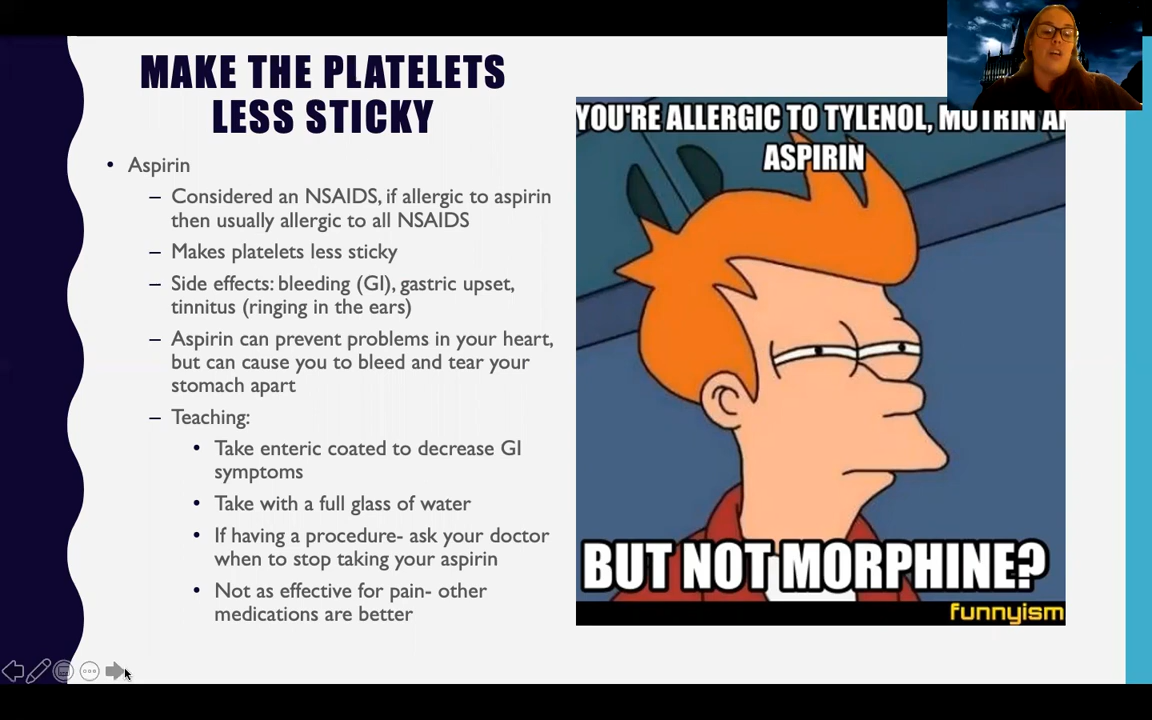 MAKE THE PLATELETS
LESS STICKY
• Aspirin
– Considered an NSAIDS, if allergic to aspirin
then usually allergic to all NSAIDS
– Makes platelets less sticky
– Side effects: bleeding (GI), gastric upset,
tinnitus (ringing in the ears)
– Aspirin can prevent problems in your heart,
but can cause you to bleed and tear your
stomach apart
– Teaching:
• Take enteric coated to decrease GI
symptoms
• Take with a full glass of water
• If having a procedure- ask your doctor
when to stop taking your aspirin
• Not as effective for pain- other
medications are better
YOU'RE ALLERGIC TO TYLENOL, MOTRIN
ASPIRIN
BUT NOT MORPHINE?
funnyism